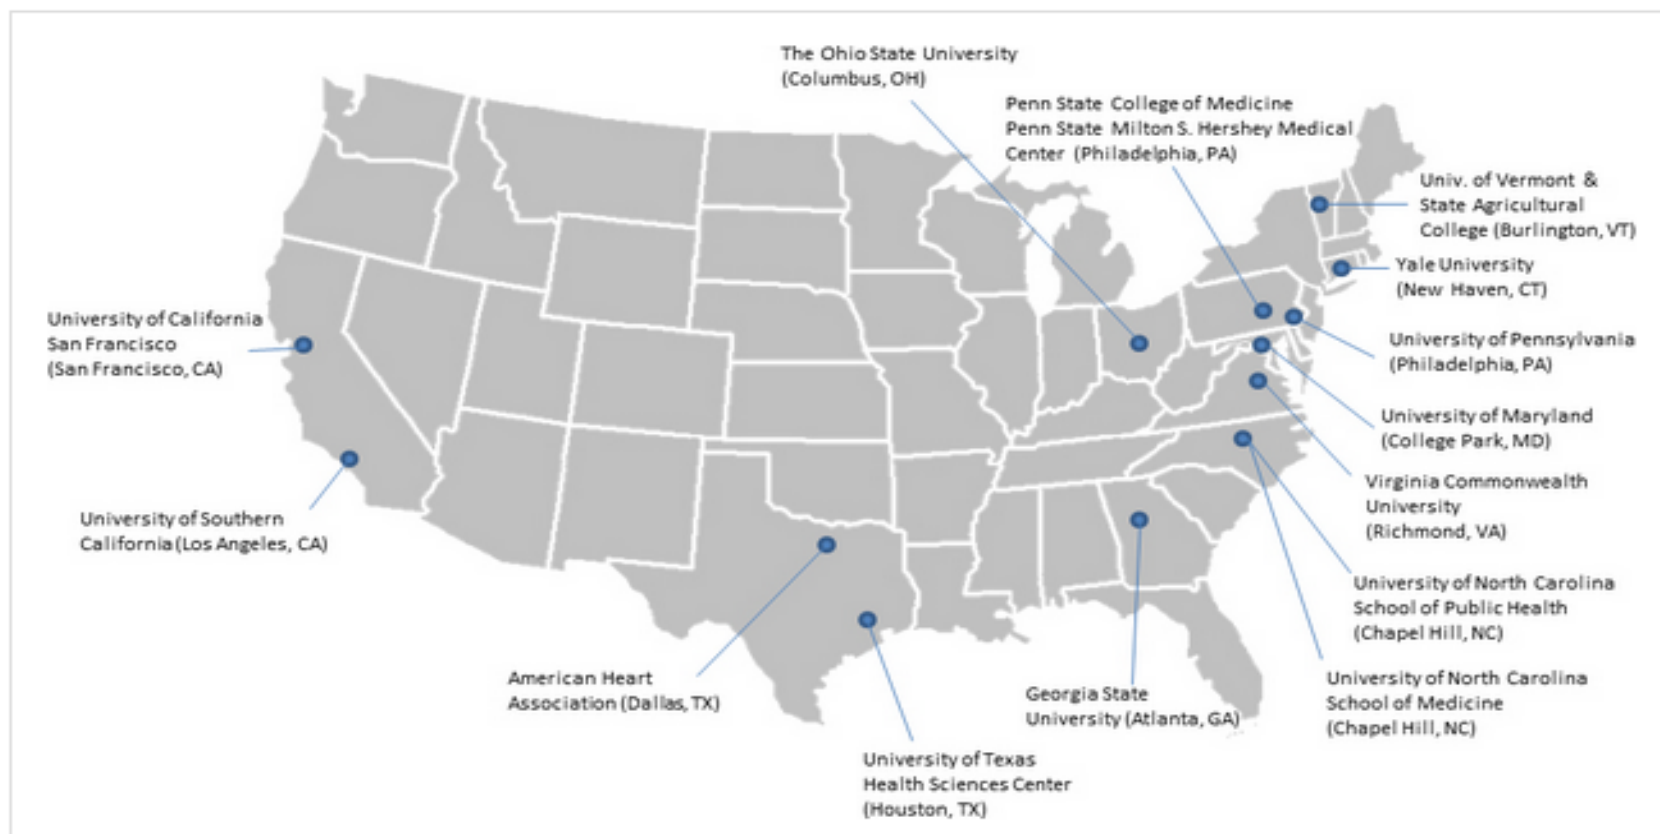 The Ohio State University
(Columbus, OH)
Penn State College of Medicine
Penn State Milton S. Hershey Medical
Center (Philadelphia, PA)
Univ. of Vermont &
State Agricultural
College (Burlington, VT)
Yale University
(New Haven, CT)
University of California
San Francisco
(San Francisco, CA)
University of Pennsylvania
(Philadelphia, PA)
University of Maryland
(College Park, MD)
Virginia Commonwealth
University
(Richmond, VA)
University of Southern
California (Los Angeles, CA)
University of North Carolina
School of Public Health
(Chapel Hill, NC)
American Heart
Association (Dallas, TX)
Georgia State
University (Atlanta, GA)
University of North Carolina
School of Medicine
(Chapel Hill, NC)
University of Texas
Health Sciences Center
(Houston, TX)